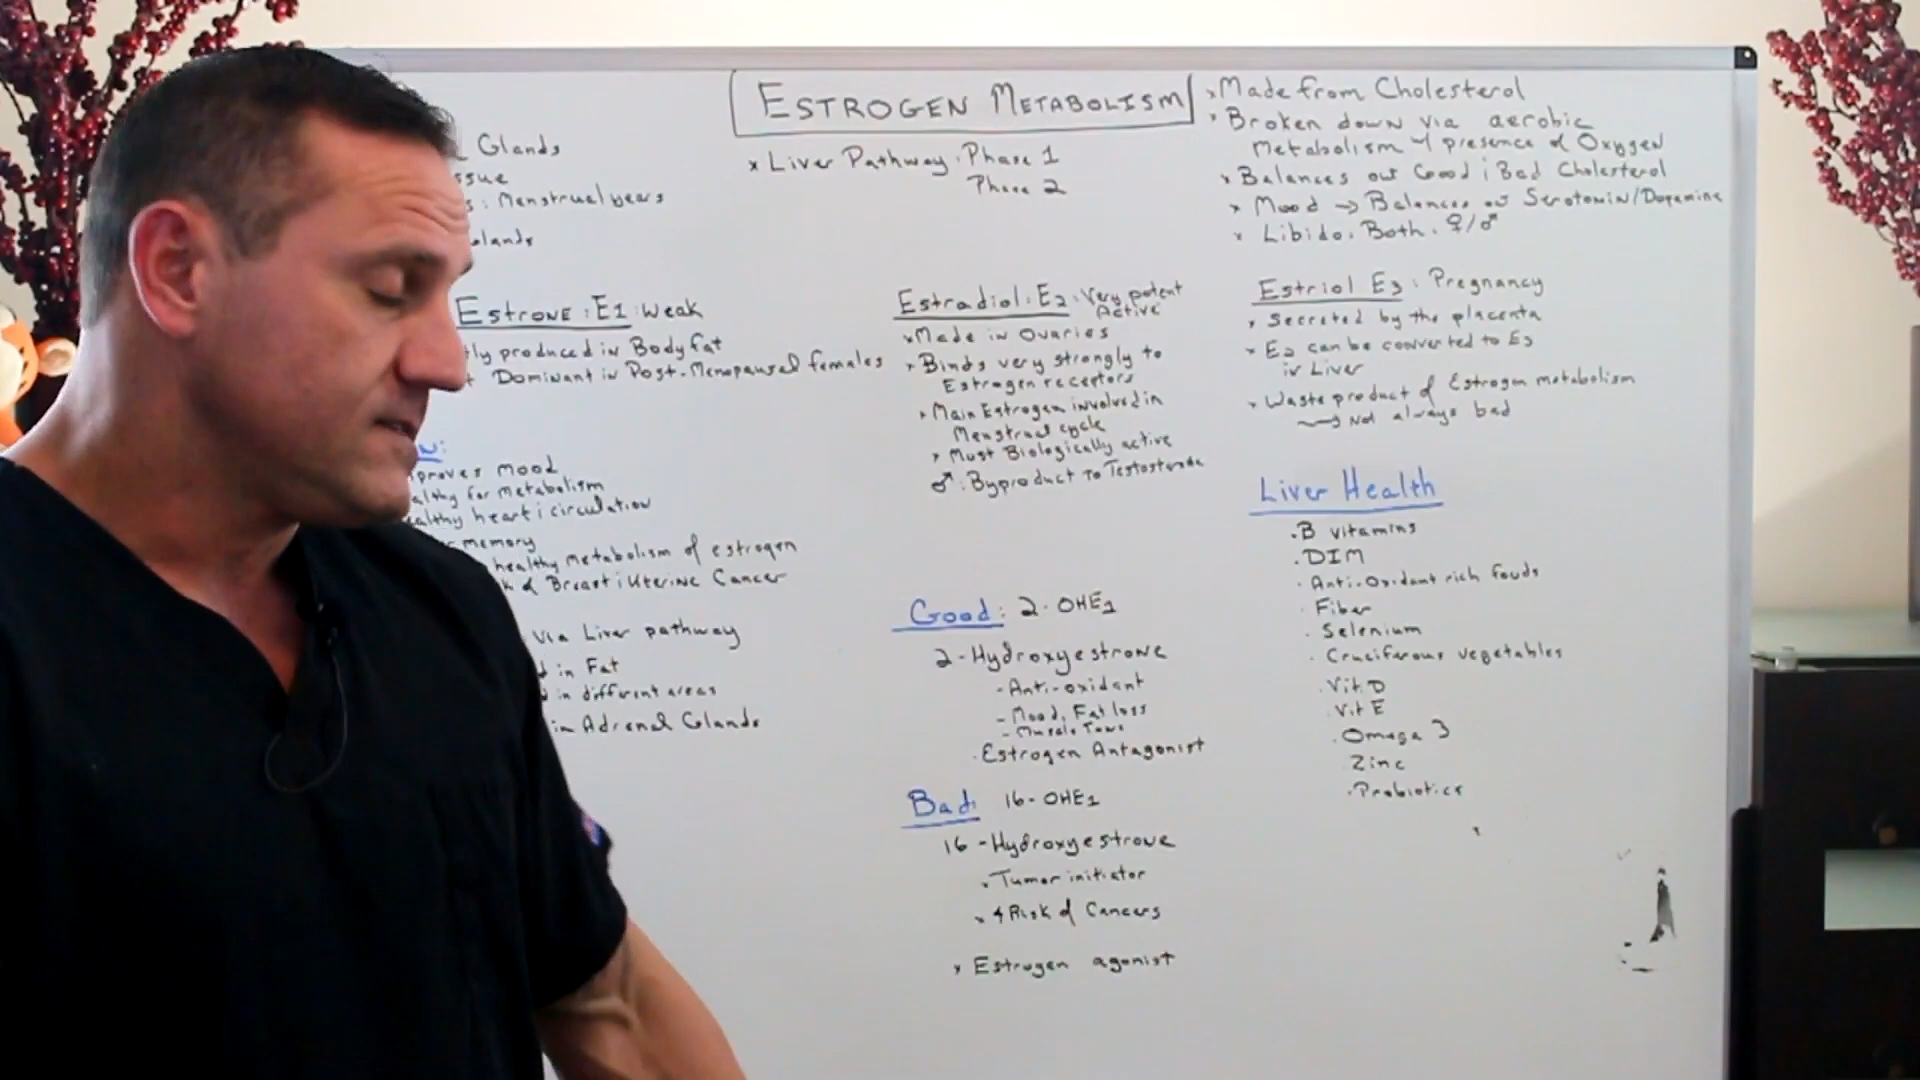 ESTROGEN METABOLISM
× Liver Pathway: Phase 1
Phase 2
× Made from Cholesterol
× Broken down via aerobic
Metabolism w/ presence of Oxygen
× Balances out Good & Bad Cholesterol
× Mood → Balances out Serotonin/Dopamine
× Libido. Both. ♀/♂
Glands
ssue
s: Menstrual years
Glands
Estrone: E1: Weak
tly produced in Body fat
Dominant in Post-Menopausal females
N:
proves mood
althy for metabolism
ealthy heart & circulation
memory
healthy metabolism of estrogen
k of Breast & Uterine Cancer
via Liver pathway
d in Fat
d in different areas
in Adrenal Glands
Estradiol: E2: Very potent
Active
× Made in Ovaries
× Binds very strongly to
Estrogen receptors
× Main Estrogen involved in
Menstrual cycle
× Most Biologically active
♂: Byproduct to Testosterone
Good: 2-OHE1
2-Hydroxyestrone
- Anti-oxidant
- Mood, Fat loss
- Muscle Tone
· Estrogen Antagonist
Bad: 16-OHE1
16-Hydroxyestrone
× Tumor initiator
× ↑ Risk of Cancers
× Estrogen agonist
Estriol E3: Pregnancy
× Secreted by the placenta
× E2 can be converted to E3
in Liver
× Waste product of Estrogen metabolism
→ Not always bad
Liver Health
· B vitamins
· DIM
· Anti-Oxidant rich foods
· Fiber
· Selenium
· Cruciferous vegetables
· Vit D
· Vit E
· Omega 3
Zinc
· Probiotics